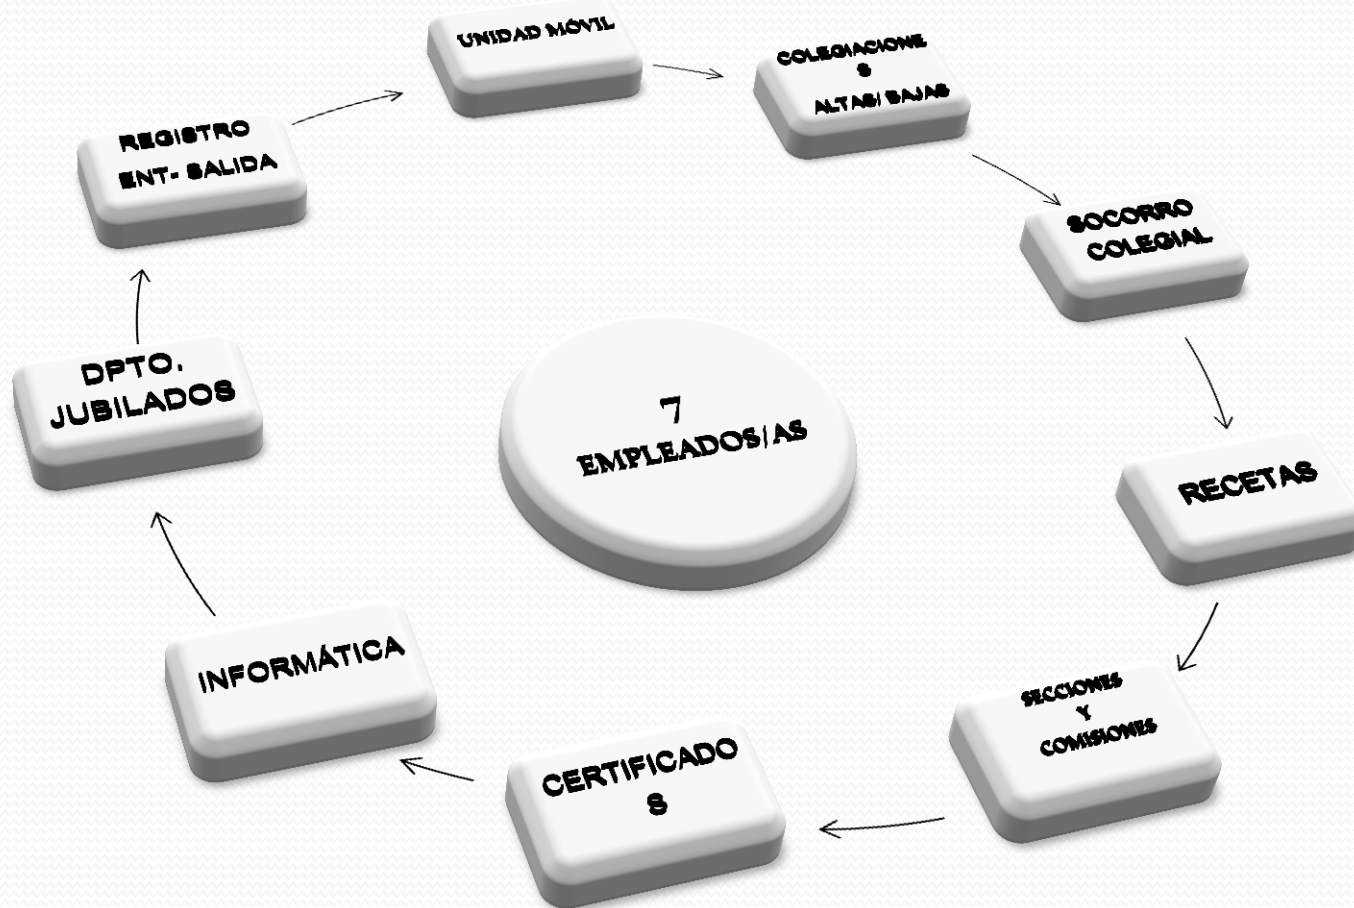 UNIDAD MÓVIL
COLEGIACIONE
S
ALTAS/ BAJAS
SOCORRO
COLEGIAL
RECETAS
SECCIONES
Y
COMISIONES
CERTIFICADO
S
INFORMÁTICA
DPTO.
JUBILADOS
REGISTRO
ENT- SALIDA
7
EMPLEADOS/AS